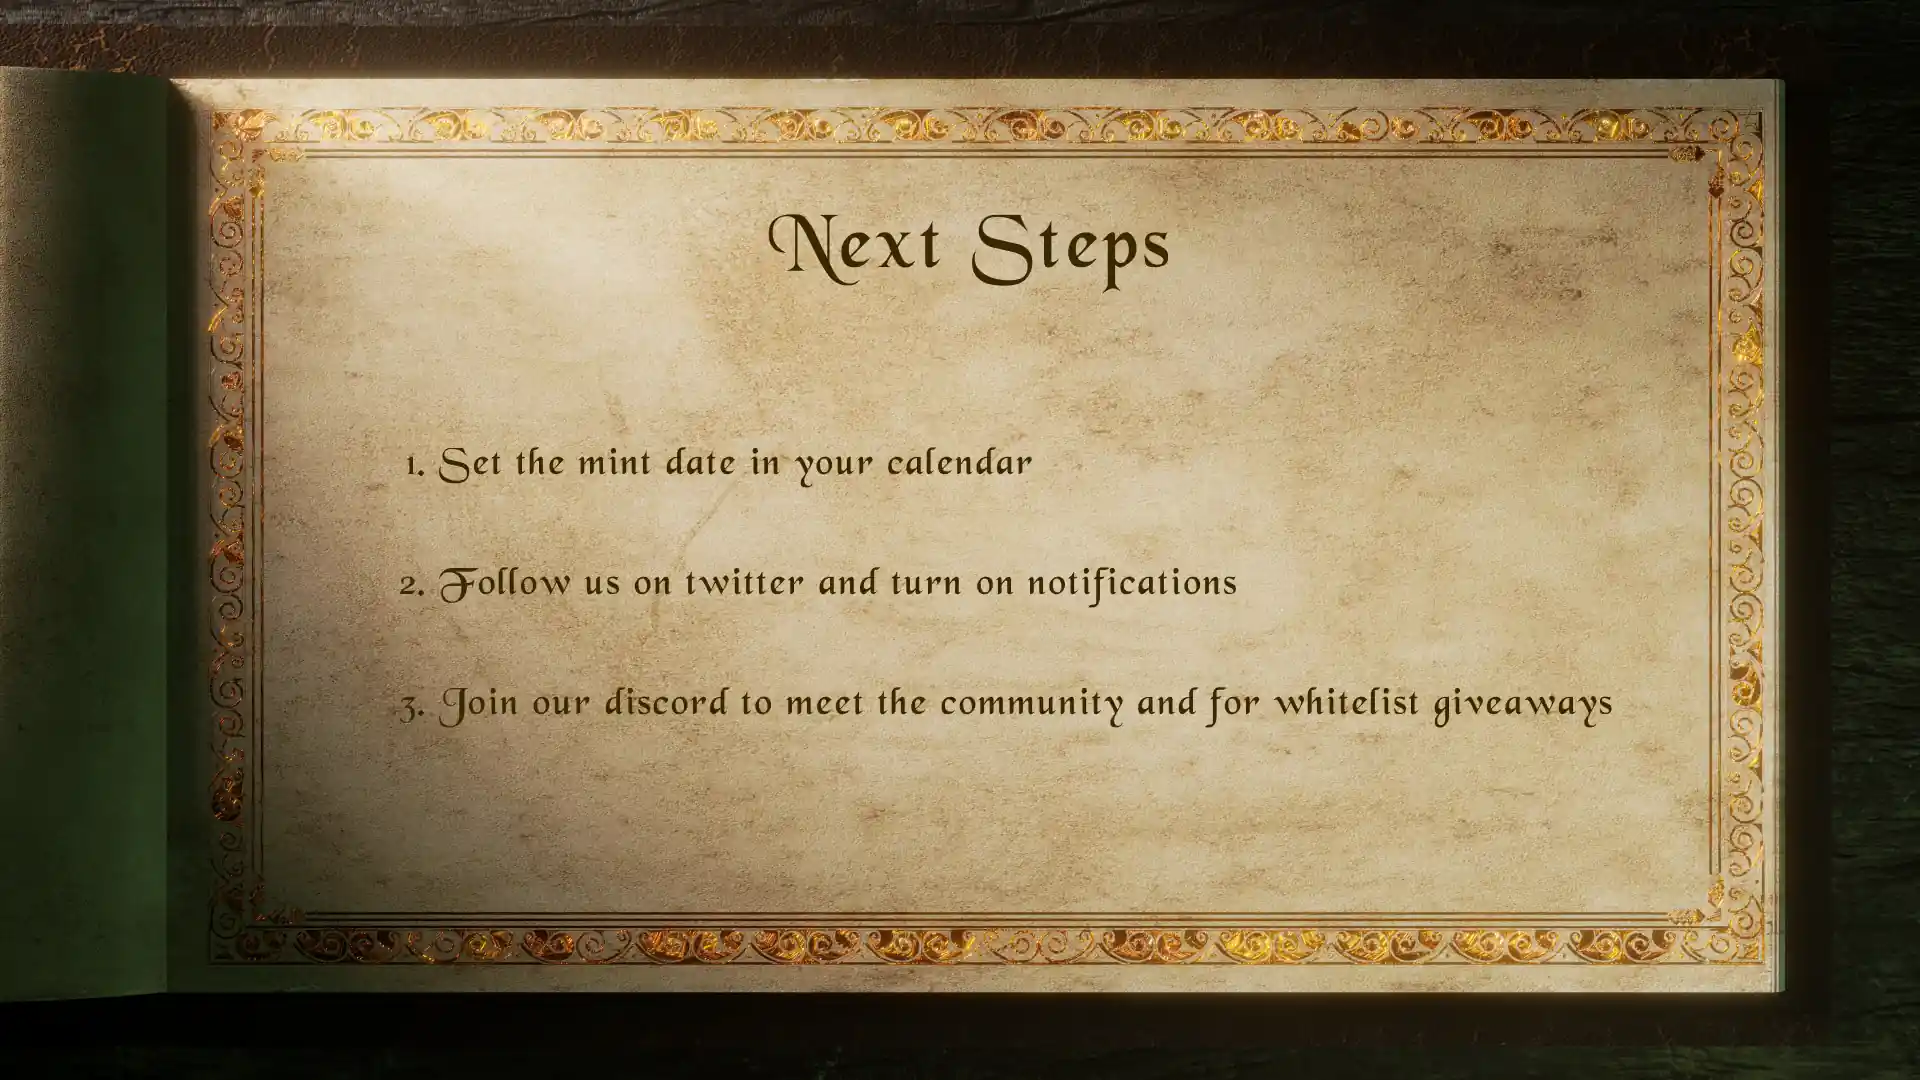 Next Steps
1. Set the mint date in your calendar
2. Follow us on twitter and turn on notifications
3. Join our discord to meet the community and for whitelist giveaways